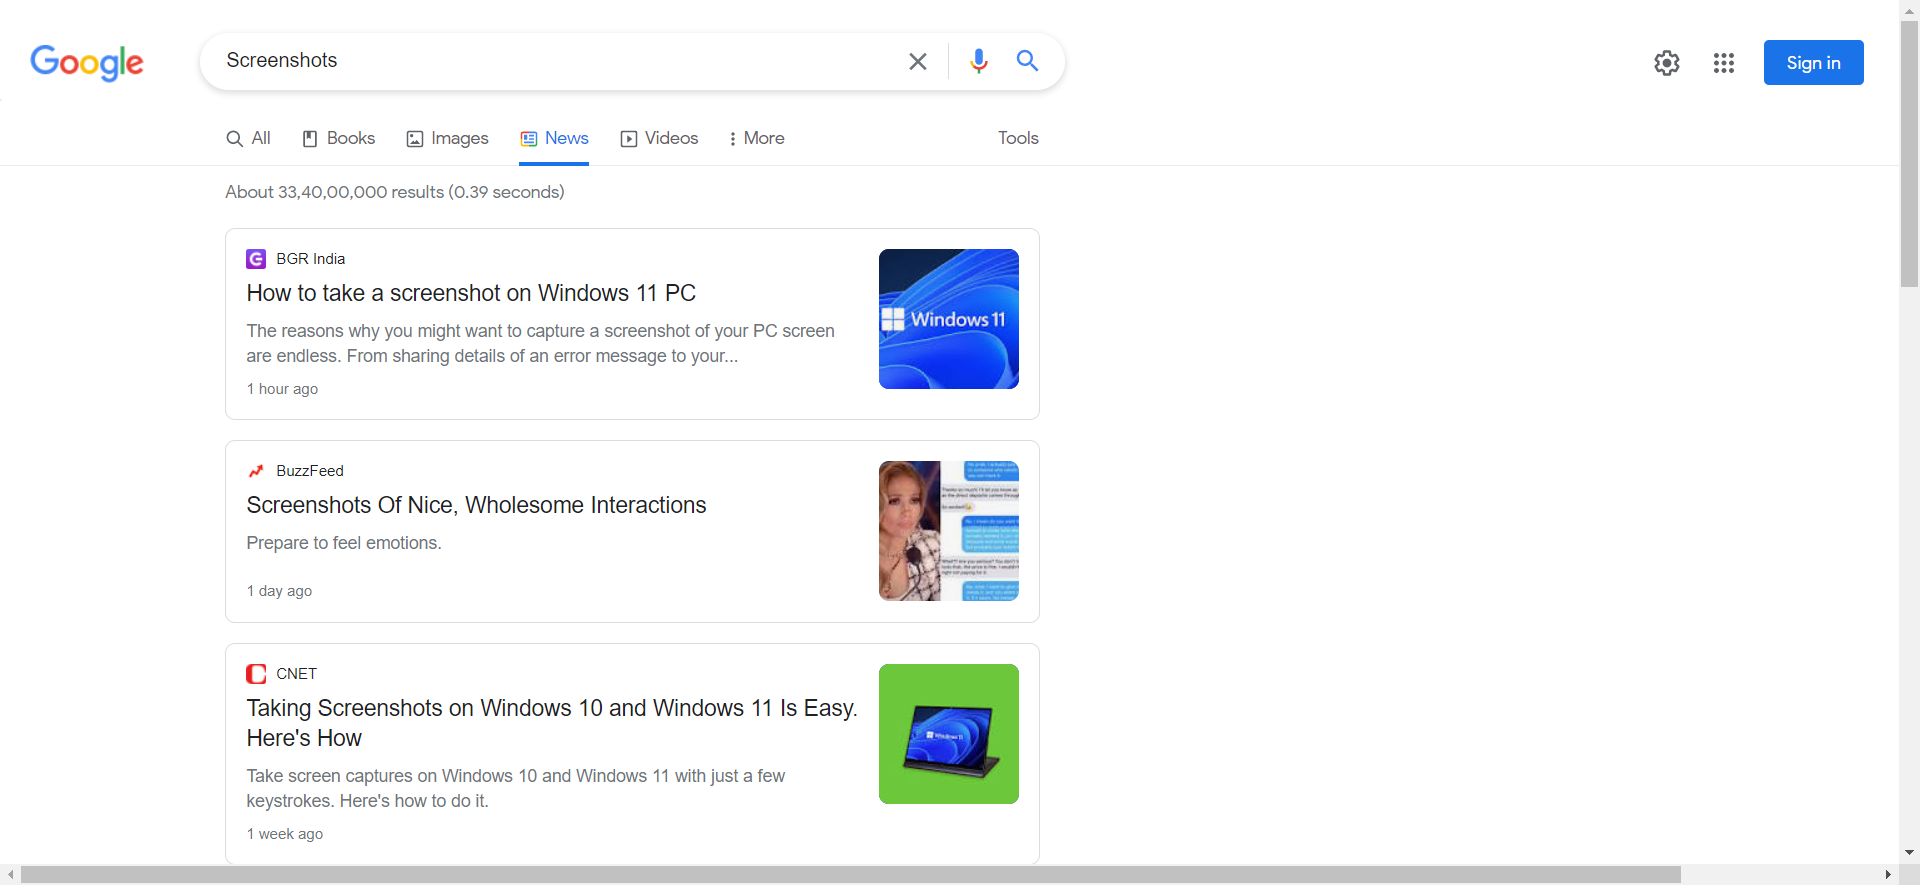 Google
Screenshots
Sign in
All
Books
Images
News
Videos
More
Tools
About 33,40,00,000 results (0.39 seconds)
BGR India
How to take a screenshot on Windows 11 PC
The reasons why you might want to capture a screenshot of your PC screen
are endless. From sharing details of an error message to your...
1 hour ago
Windows 11
BuzzFeed
Screenshots Of Nice, Wholesome Interactions
Prepare to feel emotions.
1 day ago
CNET
Taking Screenshots on Windows 10 and Windows 11 Is Easy.
Here's How
Take screen captures on Windows 10 and Windows 11 with just a few
keystrokes. Here's how to do it.
1 week ago
Windows 11